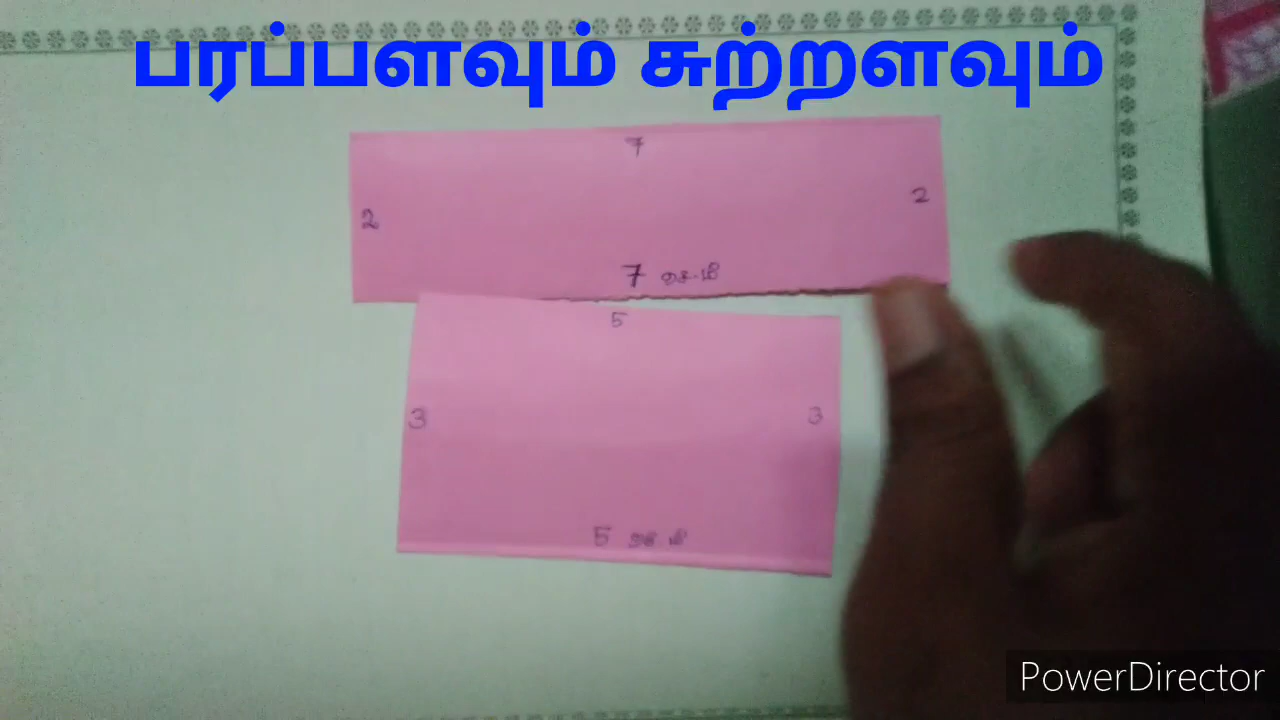 பரப்பளவும் சுற்றளவும்
7
2 2
7 செ.மீ
5
3 3
5 செ.மீ
PowerDirector